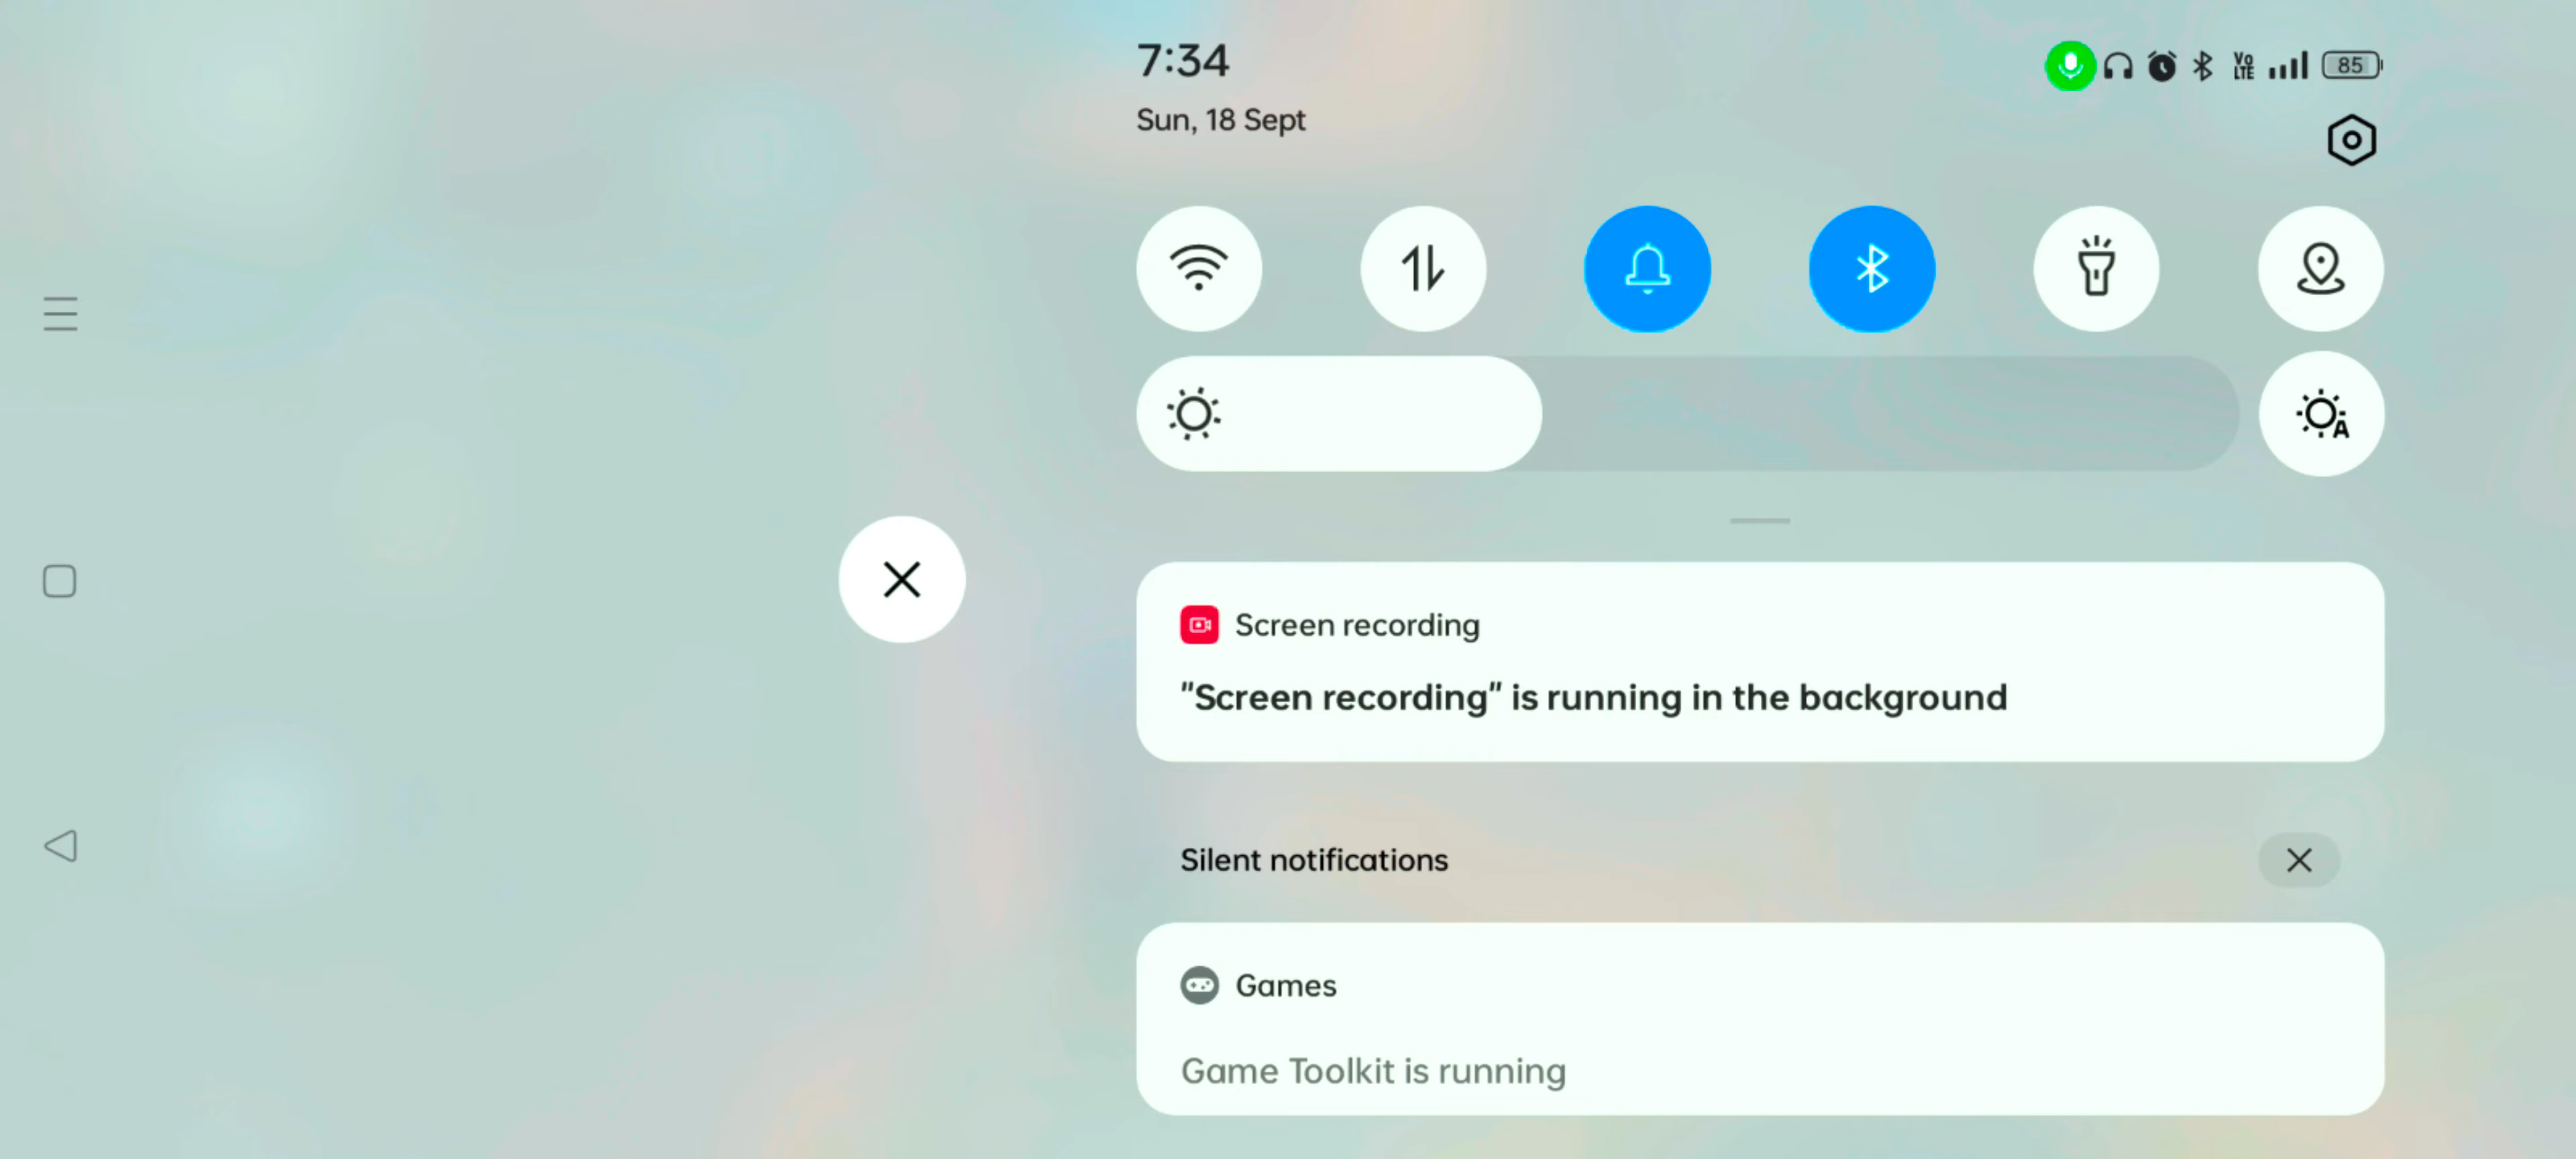 7:34
VoLTE
85
Sun, 18 Sept
A
Screen recording
"Screen recording" is running in the background
Silent notifications
Games
Game Toolkit is running